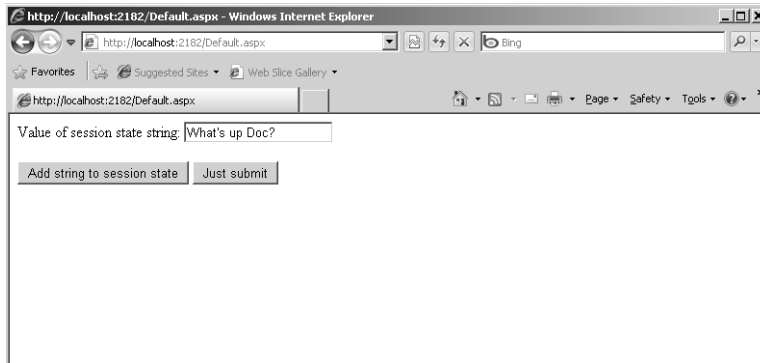 http://localhost:2182/Default.aspx - Windows Internet Explorer
http://localhost:2182/Default.aspx
Bing
Favorites
Suggested Sites
Web Slice Gallery
http://localhost:2182/Default.aspx
Page
Safety
Tools
Value of session state string: What's up Doc?
Add string to session state
Just submit